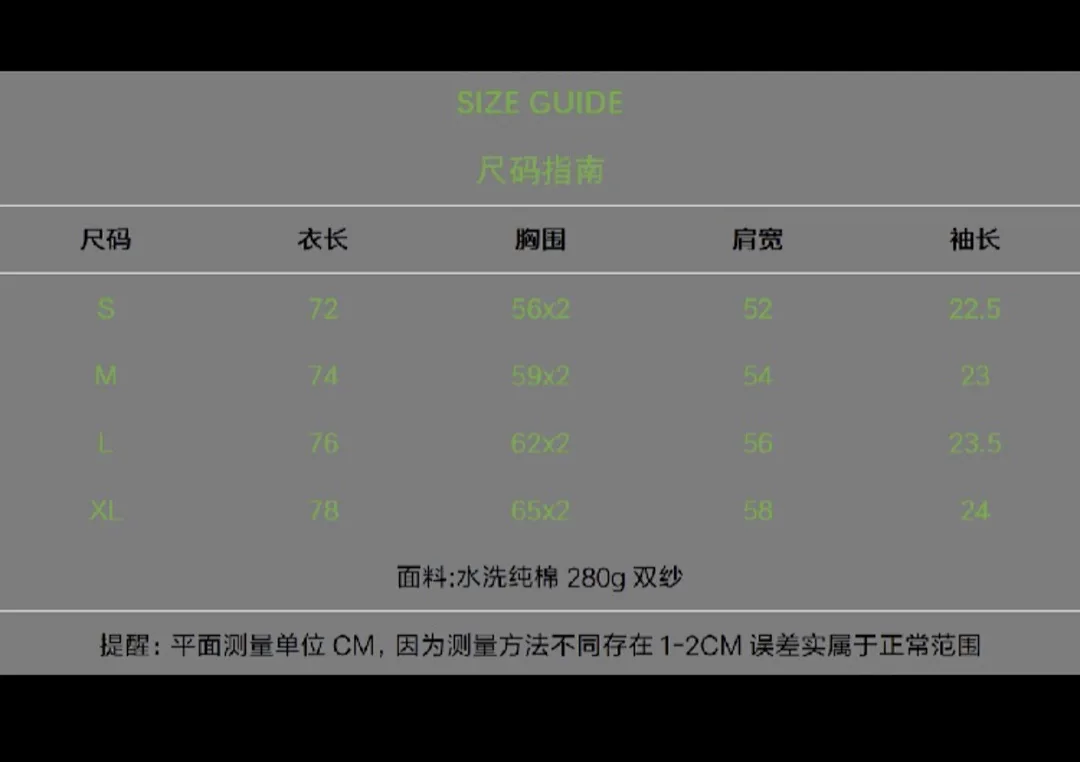 SIZE GUIDE
尺码指南
尺码 衣长 胸围 肩宽 袖长
S 72 56x2 52 22.5
M 74 59x2 54 23
L 76 62x2 56 23.5
XL 78 65x2 58 24
面料:水洗纯棉 280g 双纱
提醒：平面测量单位 CM，因为测量方法不同存在 1-2CM 误差实属于正常范围